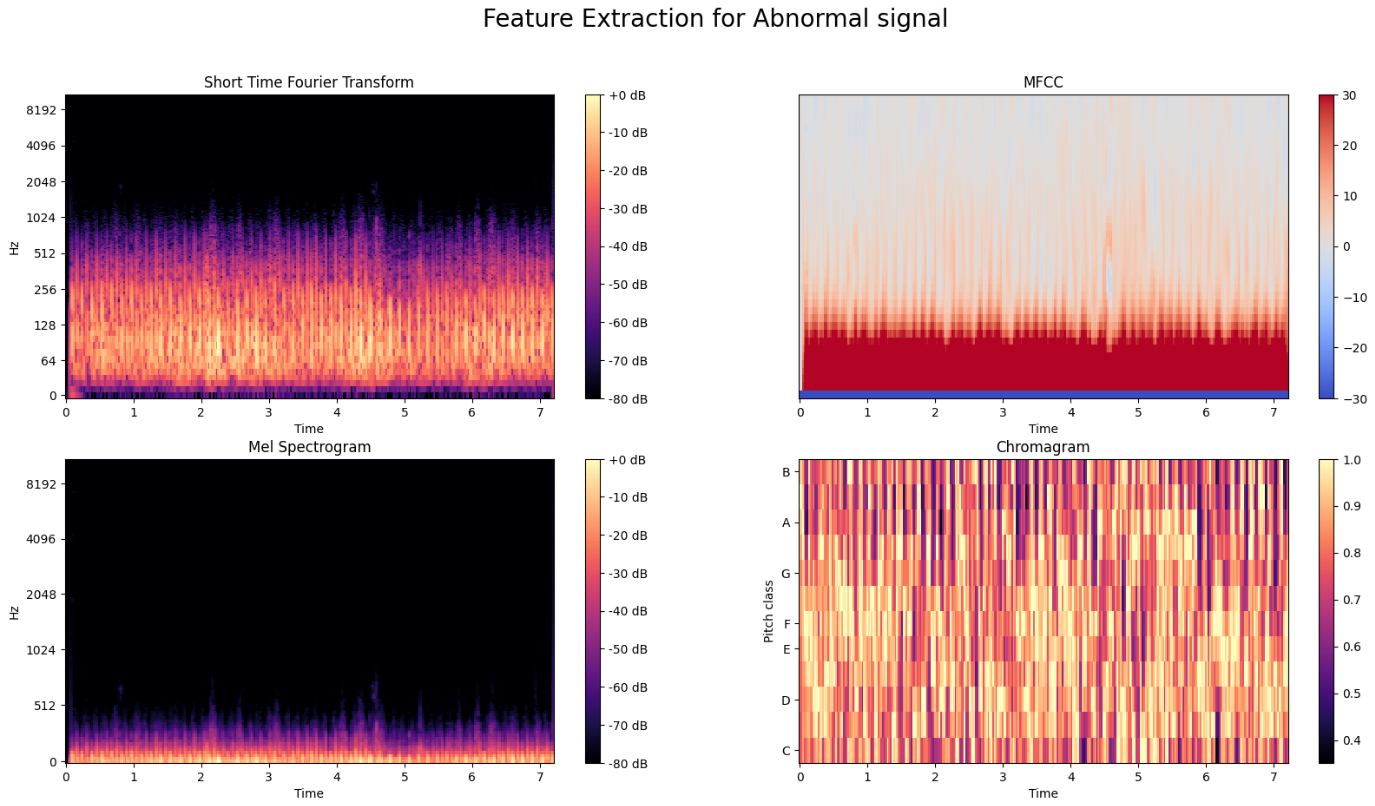 Feature Extraction for Abnormal signal
Short Time Fourier Transform
8192
4096
2048
1024
512
256
128
64
0
Hz
0 1 2 3 4 5 6 7
Time
+0 dB
-10 dB
-20 dB
-30 dB
-40 dB
-50 dB
-60 dB
-70 dB
-80 dB
MFCC
0 1 2 3 4 5 6 7
Time
30
20
10
0
−10
−20
−30
Mel Spectrogram
8192
4096
2048
1024
512
0
Hz
0 1 2 3 4 5 6 7
Time
+0 dB
-10 dB
-20 dB
-30 dB
-40 dB
-50 dB
-60 dB
-70 dB
-80 dB
Chromagram
B
A
G
F
E
D
C
Pitch class
0 1 2 3 4 5 6 7
Time
1.0
0.9
0.8
0.7
0.6
0.5
0.4